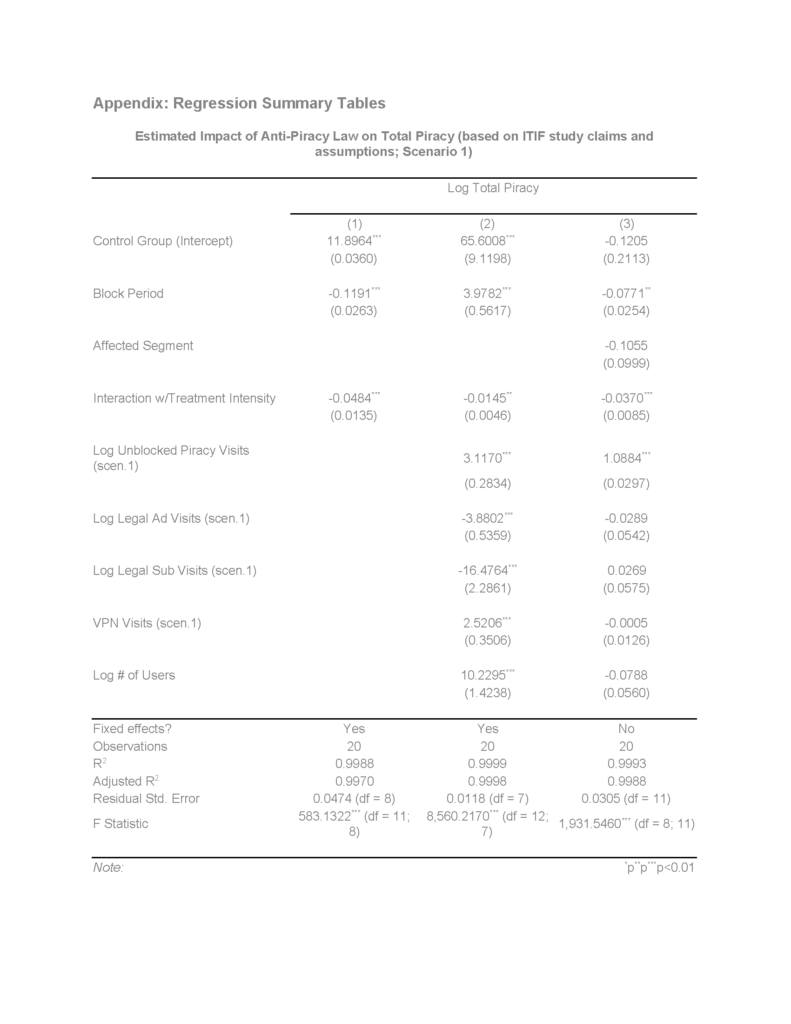 Appendix: Regression Summary Tables
Estimated Impact of Anti-Piracy Law on Total Piracy (based on ITIF study claims and
assumptions; Scenario 1)
Log Total Piracy
(1) (2) (3)
Control Group (Intercept) 11.8964*** 65.6008*** -0.1205
(0.0360) (9.1198) (0.2113)
Block Period -0.1191*** 3.9782*** -0.0771**
(0.0263) (0.5617) (0.0254)
Affected Segment -0.1055
(0.0999)
Interaction w/Treatment Intensity -0.0484*** -0.0145** -0.0370***
(0.0135) (0.0046) (0.0085)
Log Unblocked Piracy Visits
(scen.1) 3.1170*** 1.0884***
(0.2834) (0.0297)
Log Legal Ad Visits (scen.1) -3.8802*** -0.0289
(0.5359) (0.0542)
Log Legal Sub Visits (scen.1) -16.4764*** 0.0269
(2.2861) (0.0575)
VPN Visits (scen.1) 2.5206*** -0.0005
(0.3506) (0.0126)
Log # of Users 10.2295*** -0.0788
(1.4238) (0.0560)
Fixed effects? Yes Yes No
Observations 20 20 20
R² 0.9988 0.9999 0.9993
Adjusted R² 0.9970 0.9998 0.9988
Residual Std. Error 0.0474 (df = 8) 0.0118 (df = 7) 0.0305 (df = 11)
F Statistic 583.1322*** (df = 11; 8) 8,560.2170*** (df = 12; 7) 1,931.5460*** (df = 8; 11)
Note: *p**p***p<0.01